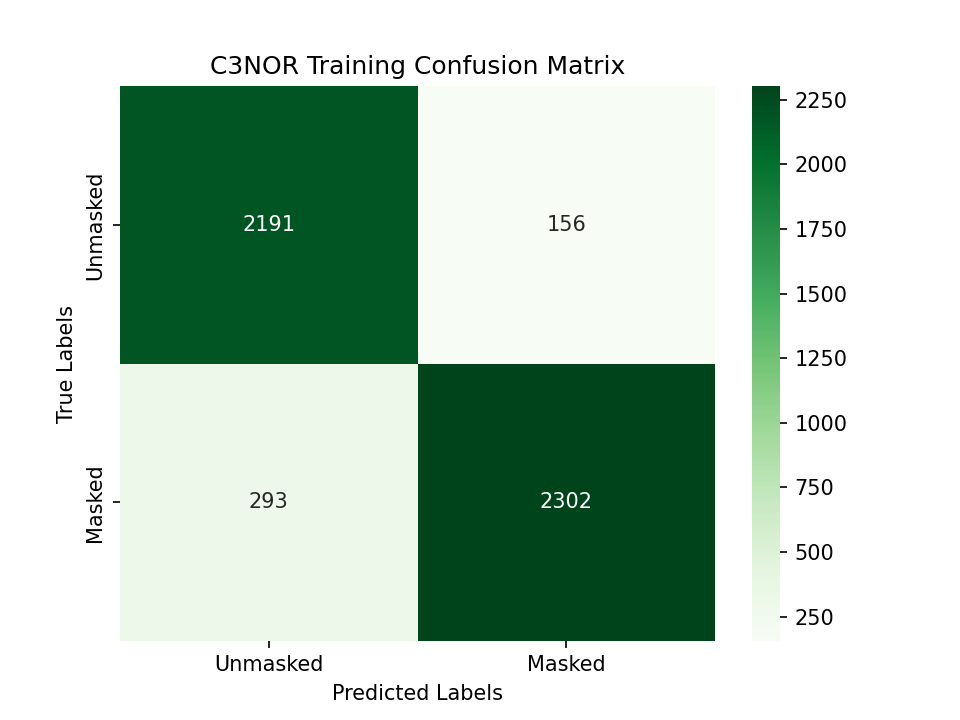 C3NOR Training Confusion Matrix
True Labels
Unmasked
Masked
2191
156
293
2302
Unmasked
Masked
Predicted Labels
2250
2000
1750
1500
1250
1000
750
500
250